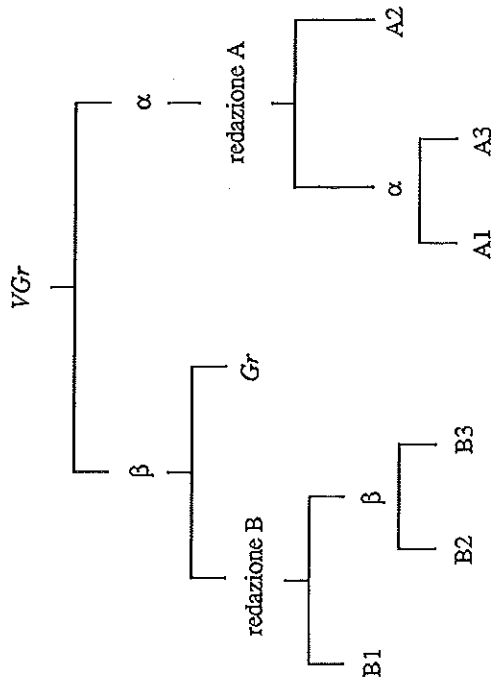 VGr
β α
redazione B Gr redazione A
B1 β α A2
B2 B3 A1 A3